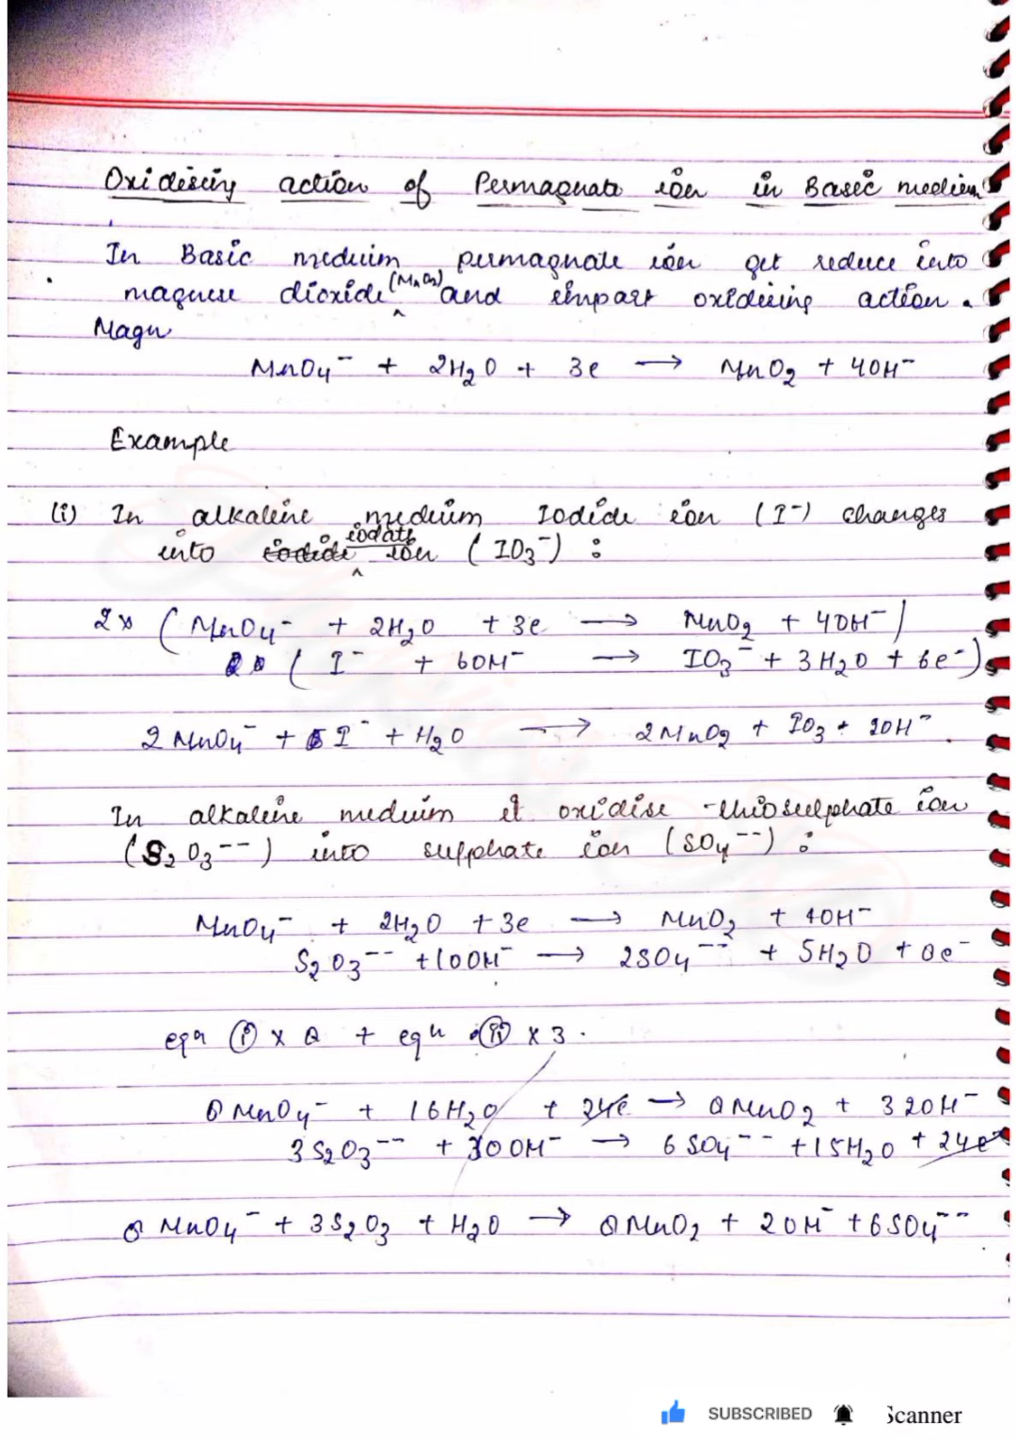 Oxidising action of Permagnate ion in Basic medium
In Basic medium permagnate ion get reduce into
magnese dioxide (MnO2) and impart oxidising action.
Magn
MnO4⁻ + 2H2O + 3e ⟶ MnO2 + 4OH⁻
Example
(i) In alkaline medium Iodide ion (I⁻) changes
into iodide iodate ion (IO3⁻) :
2 x (MnO4⁻ + 2H2O + 3e ⟶ MnO2 + 4OH⁻)
( I⁻ + 6OH⁻ ⟶ IO3⁻ + 3H2O + 6e⁻)
2MnO4⁻ + I⁻ + H2O ⟶ 2MnO2 + IO3 + 2OH⁻.
In alkaline medium it oxidise thiosulphate ion
(S2O3⁻⁻) into sulphate ion (SO4⁻⁻) :
MnO4⁻ + 2H2O + 3e ⟶ MnO2 + 4OH⁻
S2O3⁻⁻ + 10OH⁻ ⟶ 2SO4⁻⁻ + 5H2O + 8e⁻
eqn (i) x 8 + eqn (ii) x 3.
8MnO4⁻ + 16H2O + 24e ⟶ 8MnO2 + 32OH⁻
3S2O3⁻⁻ + 30OH⁻ ⟶ 6SO4⁻⁻ + 15H2O + 24e⁻
8MnO4⁻ + 3S2O3 + H2O ⟶ 8MnO2 + 2OH⁻ + 6SO4⁻⁻
SUBSCRIBED Scanner